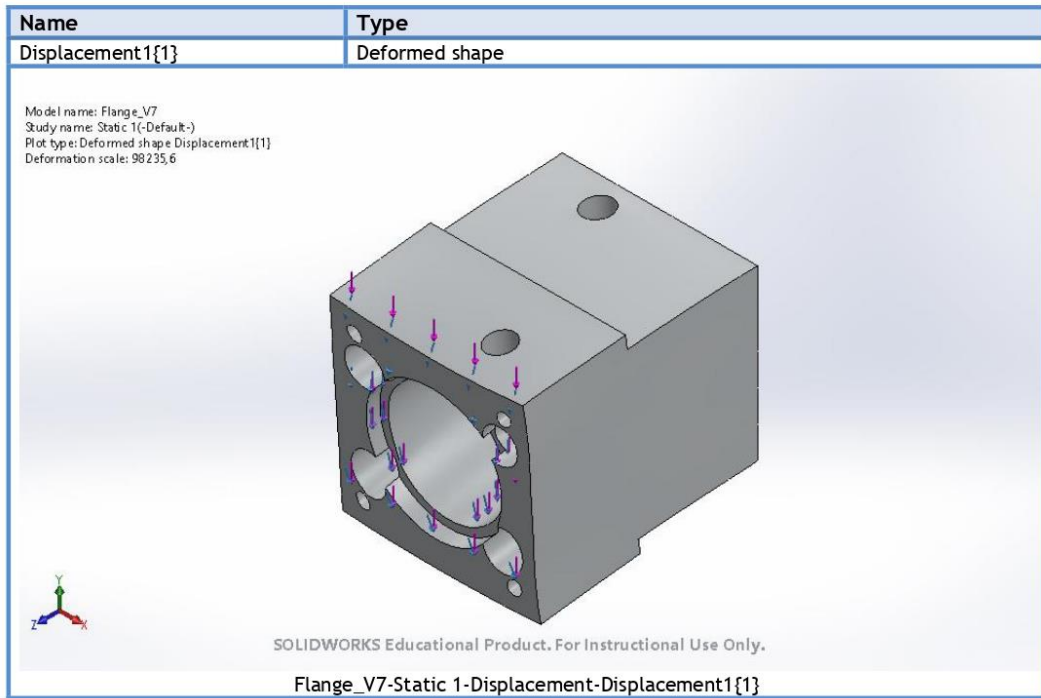 Name Type
Displacement1{1} Deformed shape
Model name: Flange_V7
Study name: Static 1(-Default-)
Plot type: Deformed shape Displacement1{1}
Deformation scale: 98235,6
Y
Z X
SOLIDWORKS Educational Product. For Instructional Use Only.
Flange_V7-Static 1-Displacement-Displacement1{1}